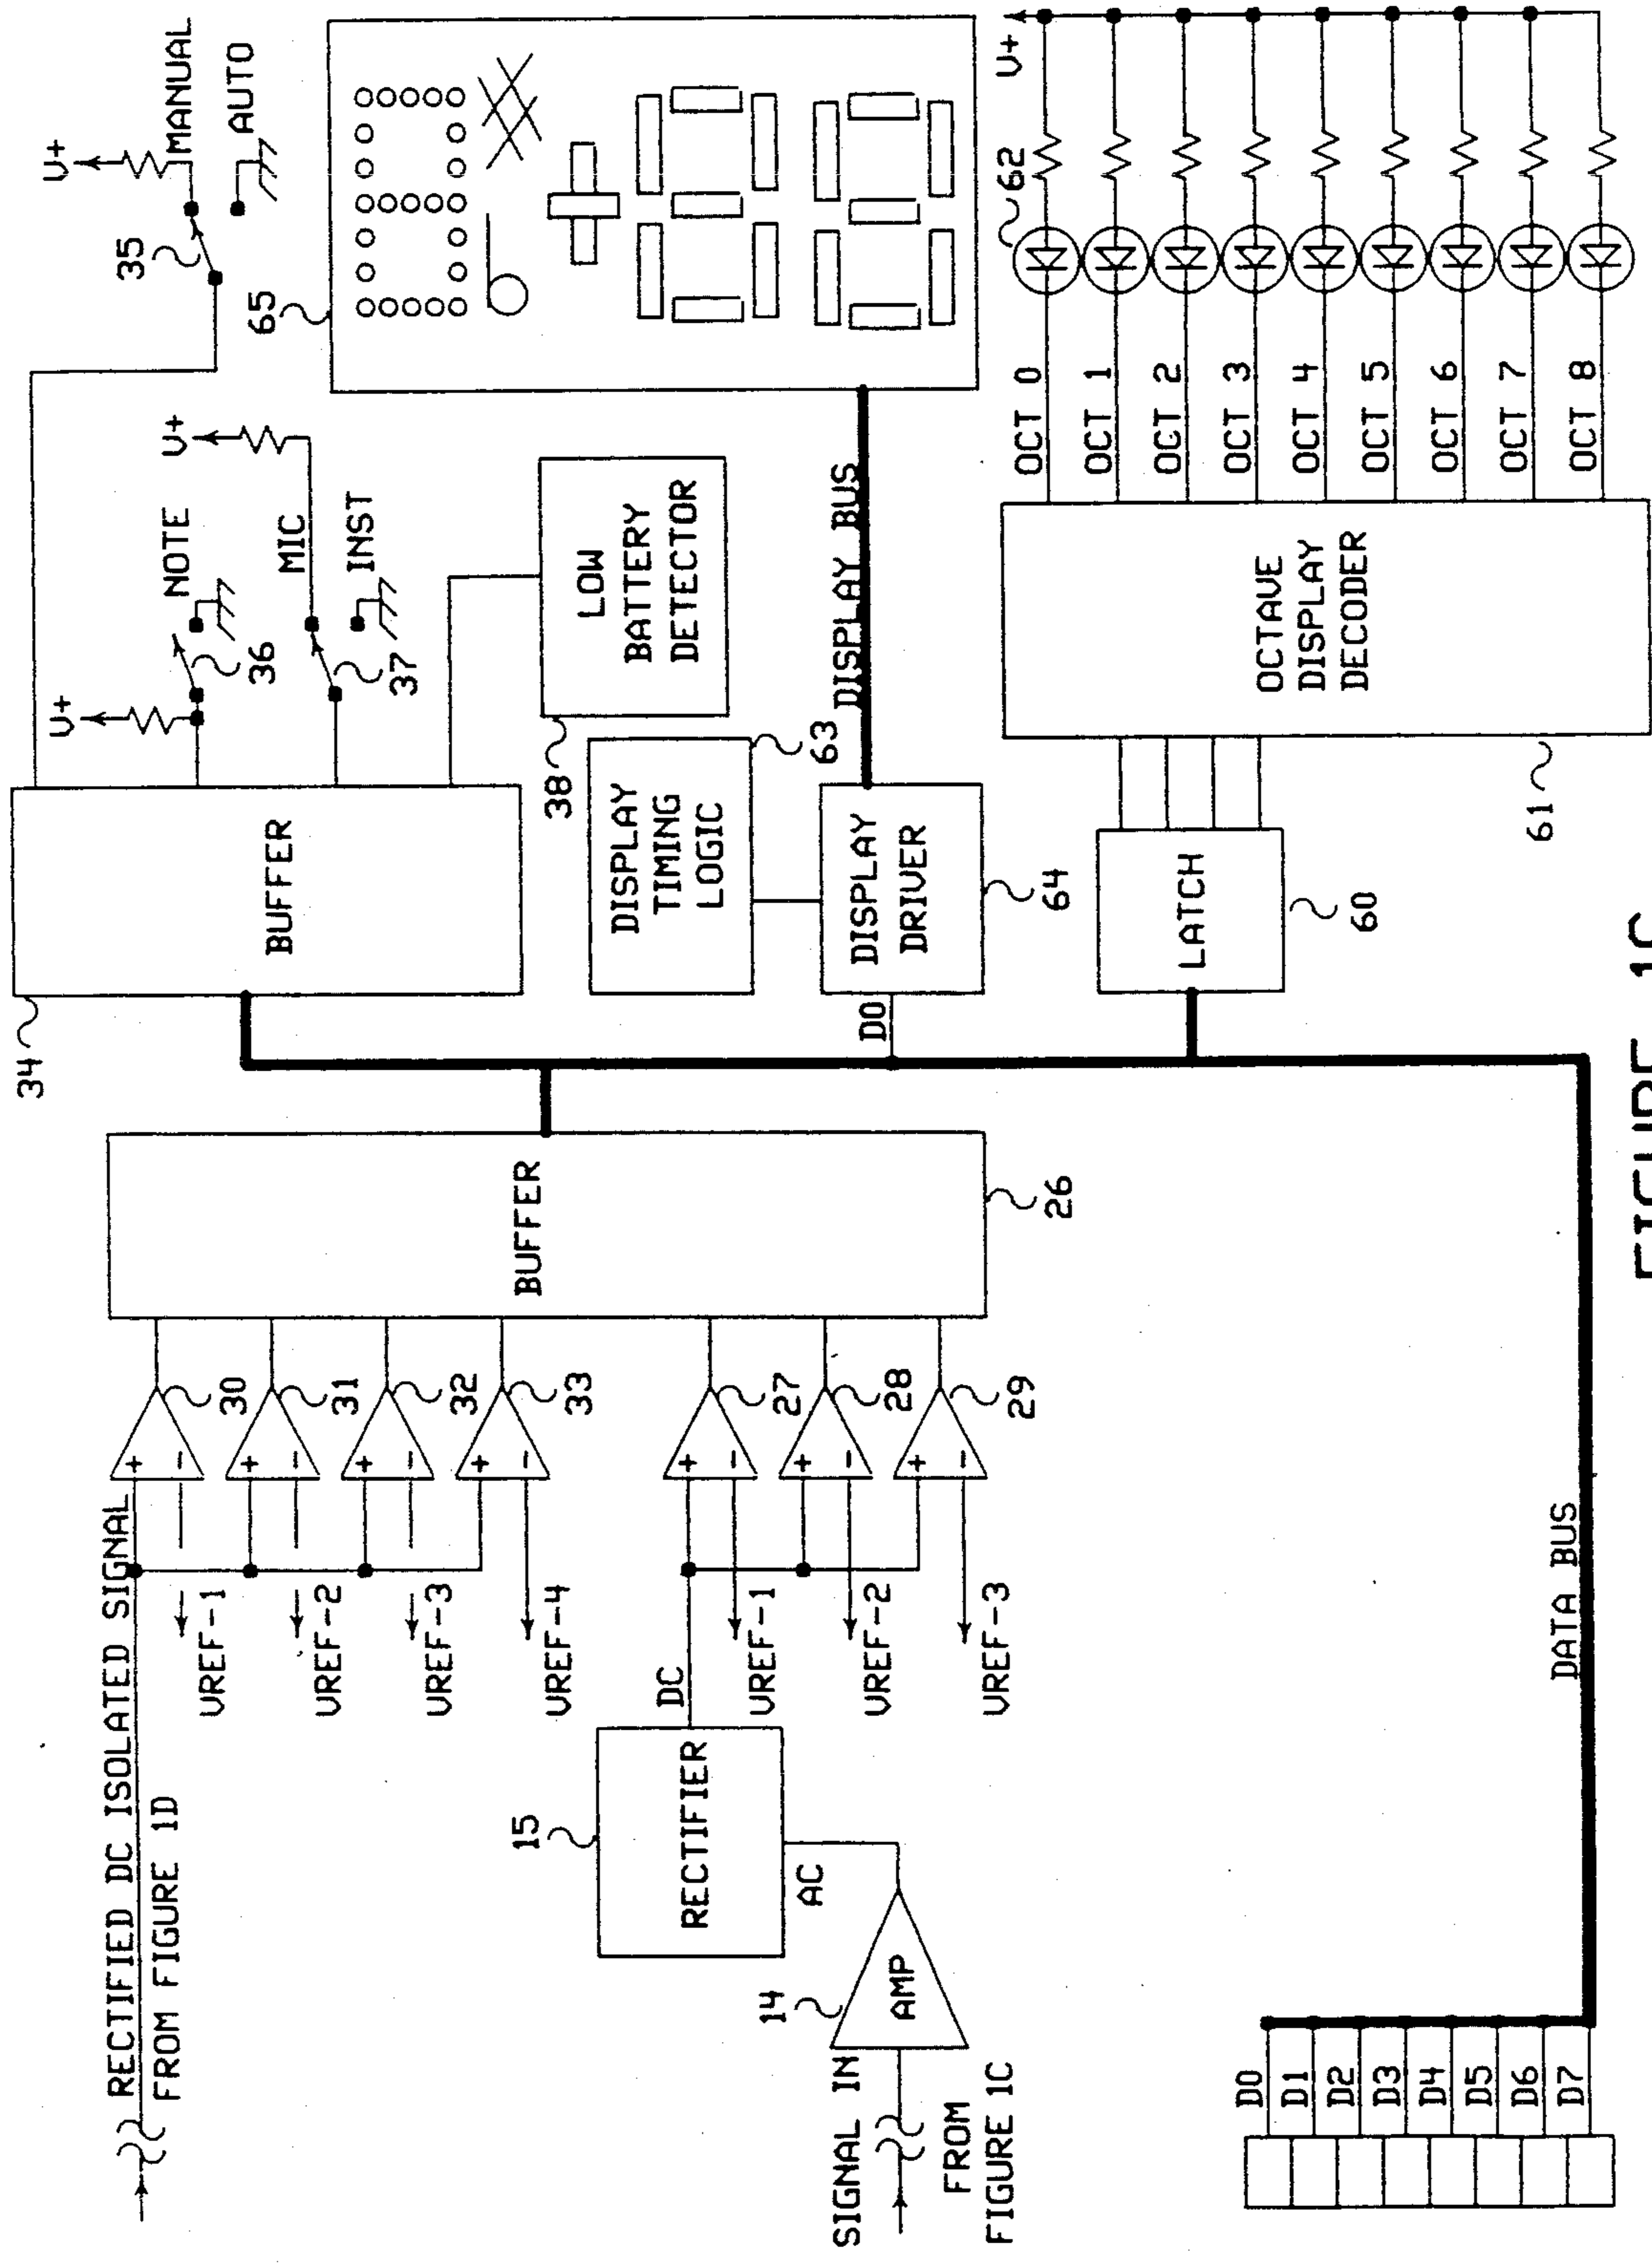 RECTIFIED DC ISOLATED SIGNAL
FROM FIGURE 1D
VREF-1
VREF-2
VREF-3
VREF-4
+
-
30
+
-
31
+
-
32
+
-
33
SIGNAL IN
FROM
FIGURE 1C
14
AMP
AC
15
RECTIFIER
DC
VREF-1
VREF-2
VREF-3
+
-
27
+
-
28
+
-
29
BUFFER
26
34
BUFFER
V+
36
NOTE
37
MIC
INST
V+
35
V+
MANUAL
AUTO
38
LOW
BATTERY
DETECTOR
DISPLAY
TIMING
LOGIC
63
D0
DISPLAY
DRIVER
64
DISPLAY BUS
65
b
LATCH
60
OCTAVE
DISPLAY
DECODER
61
OCT 0
OCT 1
OCT 2
OCT 3
OCT 4
OCT 5
OCT 6
OCT 7
OCT 8
62
V+
D0
D1
D2
D3
D4
D5
D6
D7
DATA BUS
FIGURE 1C